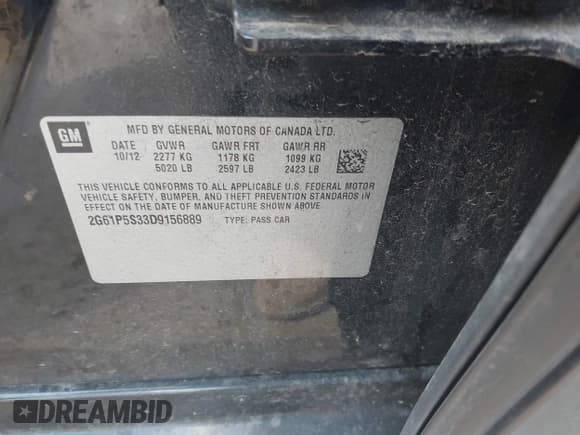 GM
MFD BY GENERAL MOTORS OF CANADA LTD.
DATE GVWR GAWR FRT GAWR RR
10/12 2277 KG 1178 KG 1099 KG
5020 LB 2597 LB 2423 LB
THIS VEHICLE CONFORMS TO ALL APPLICABLE U.S. FEDERAL MOTOR
VEHICLE SAFETY, BUMPER, AND THEFT PREVENTION STANDARDS IN
EFFECT ON THE DATE OF MANUFACTURE SHOWN ABOVE.
2G61P5S33D9156889 TYPE: PASS CAR
DREAMBID